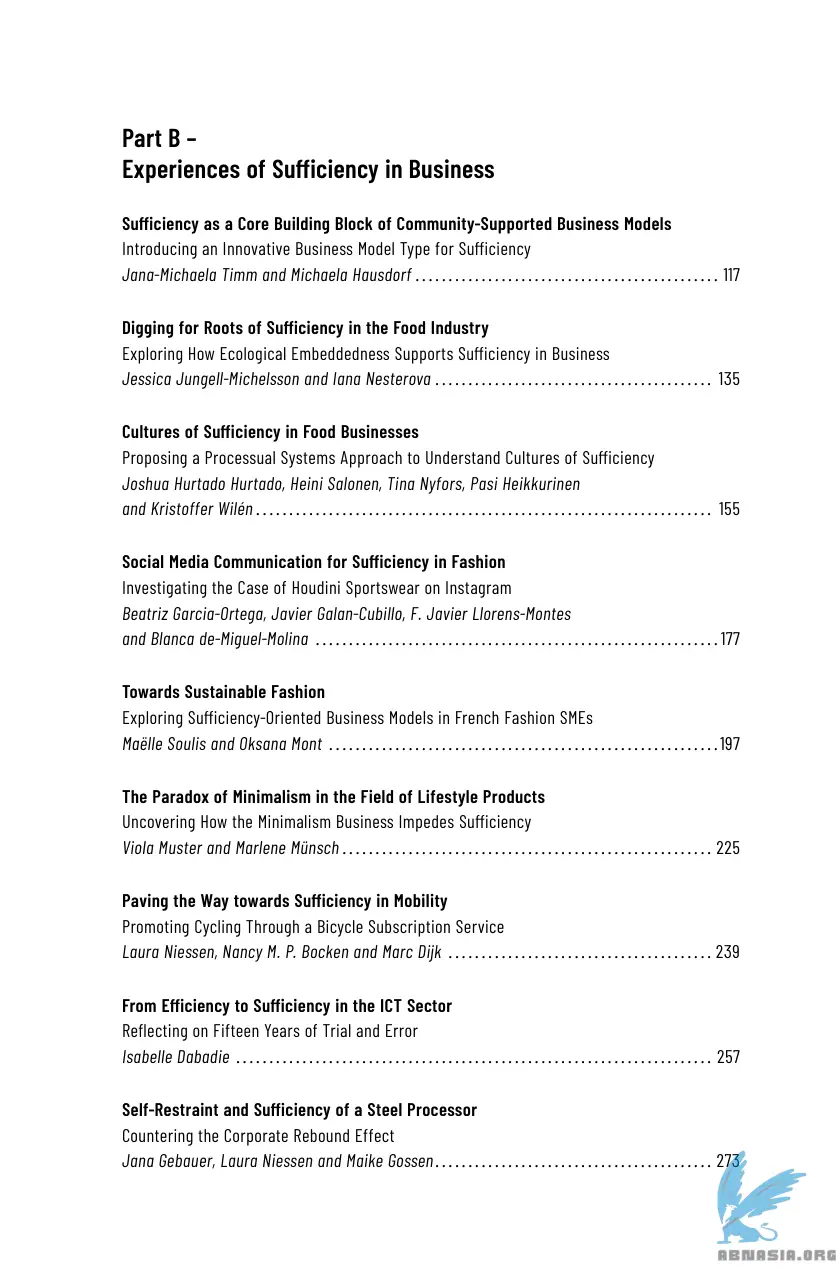 Part B –
Experiences of Sufficiency in Business
Sufficiency as a Core Building Block of Community-Supported Business Models
Introducing an Innovative Business Model Type for Sufficiency
Jana-Michaela Timm and Michaela Hausdorf .............................................. 117
Digging for Roots of Sufficiency in the Food Industry
Exploring How Ecological Embeddedness Supports Sufficiency in Business
Jessica Jungell-Michelsson and Iana Nesterova .......................................... 135
Cultures of Sufficiency in Food Businesses
Proposing a Processual Systems Approach to Understand Cultures of Sufficiency
Joshua Hurtado Hurtado, Heini Salonen, Tina Nyfors, Pasi Heikkurinen
and Kristoffer Wilén ..................................................................... 155
Social Media Communication for Sufficiency in Fashion
Investigating the Case of Houdini Sportswear on Instagram
Beatriz Garcia-Ortega, Javier Galan-Cubillo, F. Javier Llorens-Montes
and Blanca de-Miguel-Molina ............................................................. 177
Towards Sustainable Fashion
Exploring Sufficiency-Oriented Business Models in French Fashion SMEs
Maëlle Soulis and Oksana Mont ........................................................... 197
The Paradox of Minimalism in the Field of Lifestyle Products
Uncovering How the Minimalism Business Impedes Sufficiency
Viola Muster and Marlene Münsch ........................................................ 225
Paving the Way towards Sufficiency in Mobility
Promoting Cycling Through a Bicycle Subscription Service
Laura Niessen, Nancy M. P. Bocken and Marc Dijk ........................................ 239
From Efficiency to Sufficiency in the ICT Sector
Reflecting on Fifteen Years of Trial and Error
Isabelle Dabadie ........................................................................ 257
Self-Restraint and Sufficiency of a Steel Processor
Countering the Corporate Rebound Effect
Jana Gebauer, Laura Niessen and Maike Gossen .......................................... 273
ABNASIA.ORG